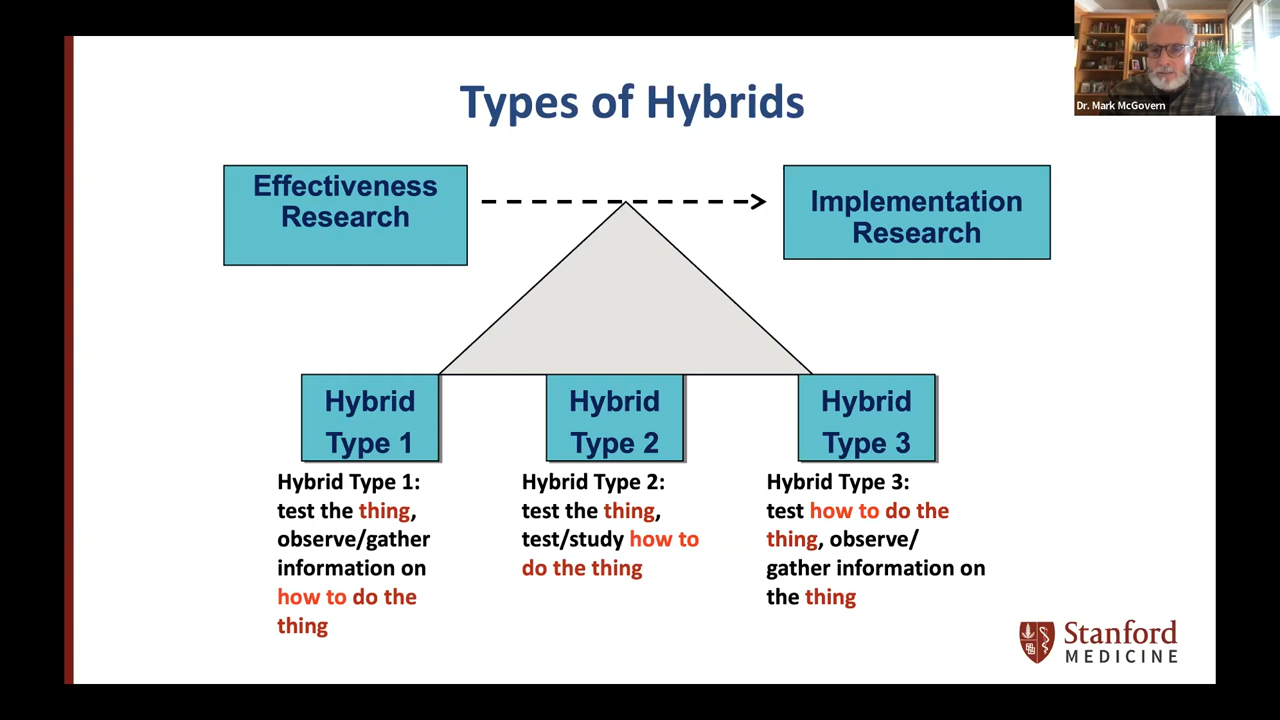 Dr. Mark McGovern
Types of Hybrids
Effectiveness
Research
Implementation
Research
Hybrid
Type 1
Hybrid
Type 2
Hybrid
Type 3
Hybrid Type 1:
test the thing,
observe/gather
information on
how to do the
thing
Hybrid Type 2:
test the thing,
test/study how to
do the thing
Hybrid Type 3:
test how to do the
thing, observe/
gather information on
the thing
Stanford
MEDICINE